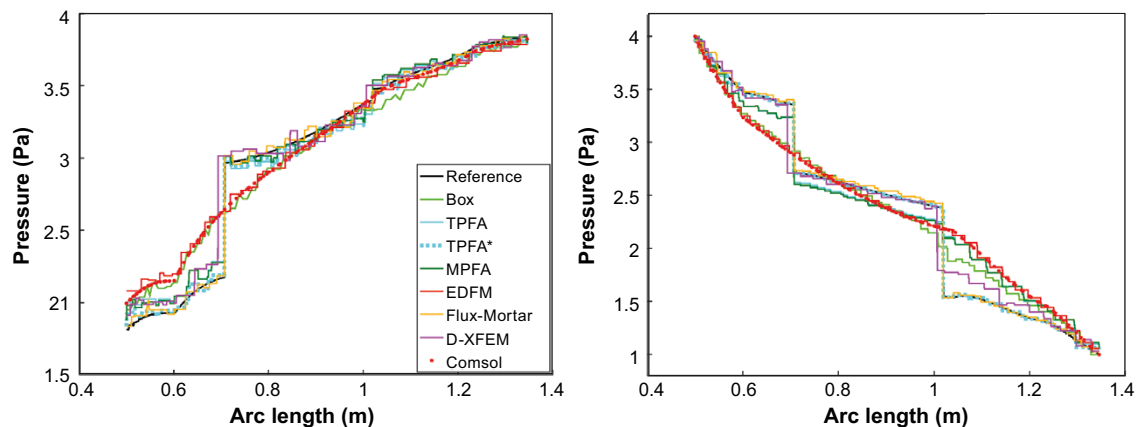 4
3.5
3
2.5
21
1.5
0.4
0.6
0.8
1
1.2
1.4
Pressure (Pa)
Arc length (m)
Reference
Box
TPFA
TPFA*
MPFA
EDFM
Flux-Mortar
D-XFEM
Comsol
4
3.5
3
2.5
2
1.5
1
0.4
0.6
0.8
1
1.2
1.4
Pressure (Pa)
Arc length (m)